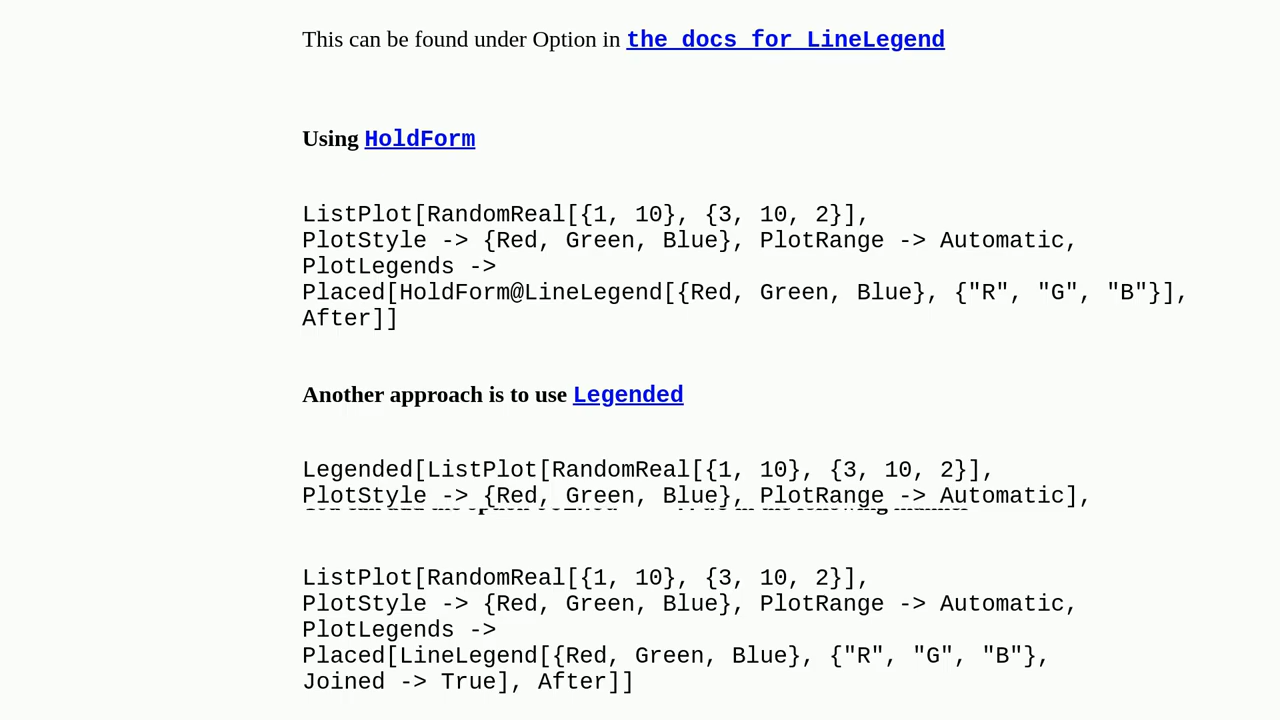 This can be found under Option in the docs for LineLegend
Using HoldForm
ListPlot[RandomReal[{1, 10}, {3, 10, 2}],
PlotStyle -> {Red, Green, Blue}, PlotRange -> Automatic,
PlotLegends ->
Placed[HoldForm@LineLegend[{Red, Green, Blue}, {"R", "G", "B"}],
After]]
Another approach is to use Legended
Legended[ListPlot[RandomReal[{1, 10}, {3, 10, 2}],
PlotStyle -> {Red, Green, Blue}, PlotRange -> Automatic],
ListPlot[RandomReal[{1, 10}, {3, 10, 2}],
PlotStyle -> {Red, Green, Blue}, PlotRange -> Automatic,
PlotLegends ->
Placed[LineLegend[{Red, Green, Blue}, {"R", "G", "B"},
Joined -> True], After]]